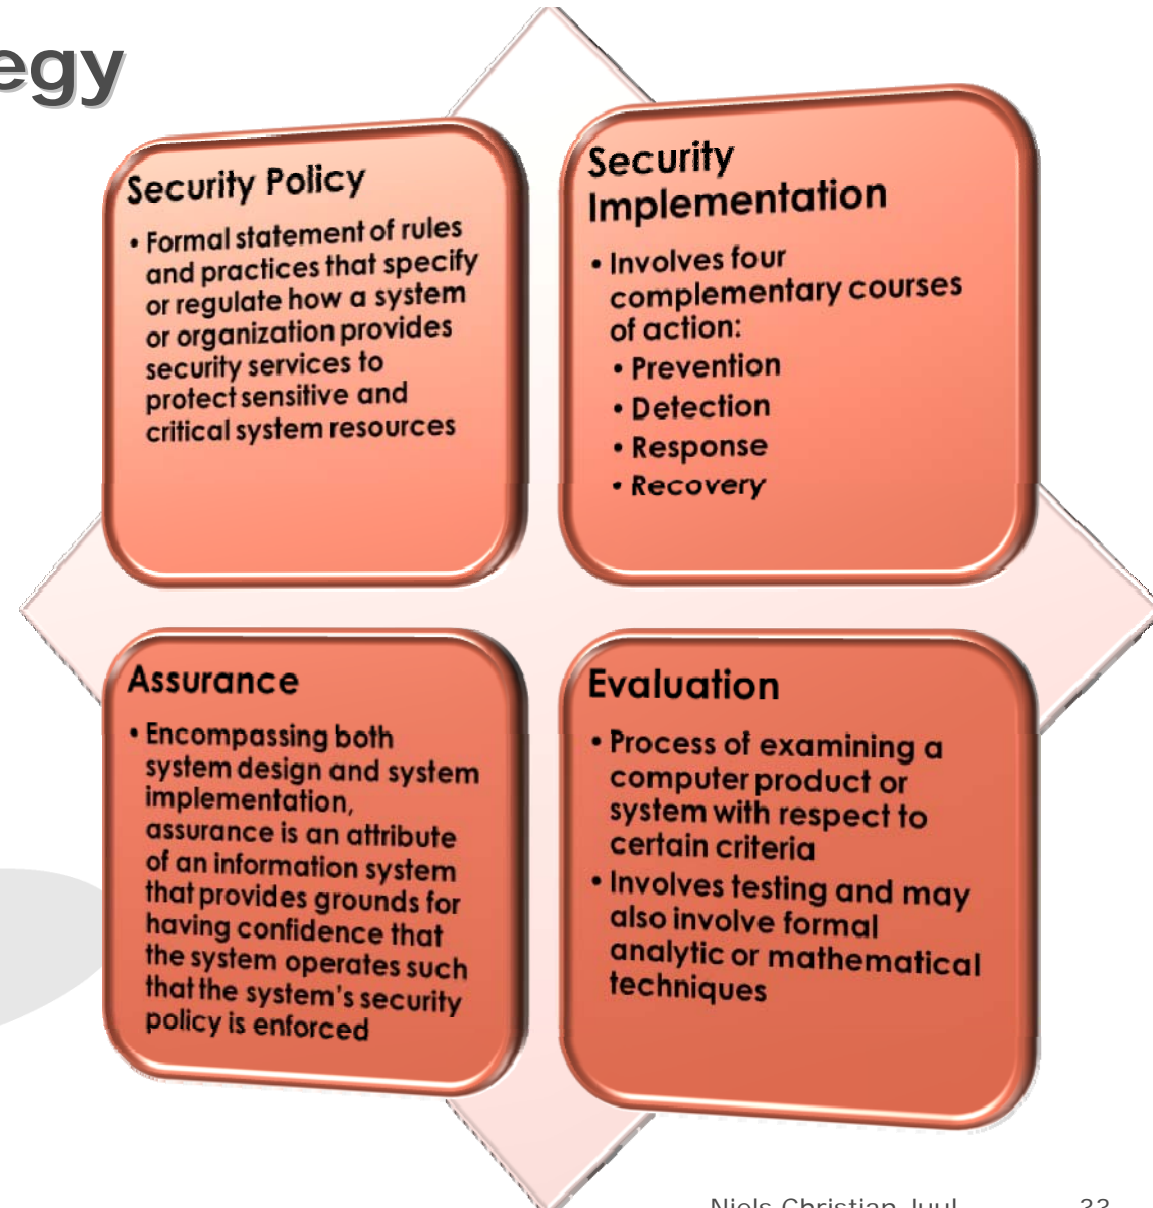 egy
Security Policy
• Formal statement of rules
and practices that specify
or regulate how a system
or organization provides
security services to
protect sensitive and
critical system resources
Security
Implementation
• Involves four
complementary courses
of action:
• Prevention
• Detection
• Response
• Recovery
Assurance
• Encompassing both
system design and system
implementation,
assurance is an attribute
of an information system
that provides grounds for
having confidence that
the system operates such
that the system's security
policy is enforced
Evaluation
• Process of examining a
computer product or
system with respect to
certain criteria
• Involves testing and may
also involve formal
analytic or mathematical
techniques
Niels Christian Juul